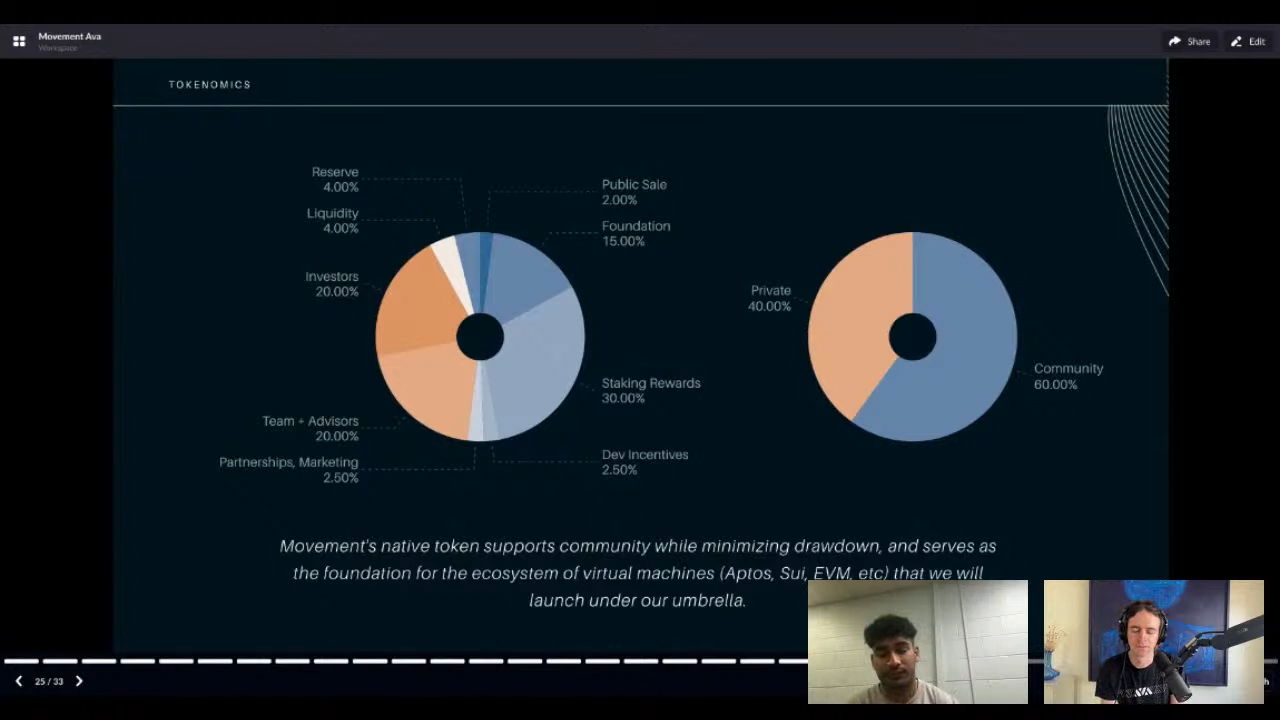 Movement Ava
Workspace
Share
Edit
TOKENOMICS
Reserve
4.00%
Liquidity
4.00%
Investors
20.00%
Team + Advisors
20.00%
Partnerships, Marketing
2.50%
Public Sale
2.00%
Foundation
15.00%
Staking Rewards
30.00%
Dev Incentives
2.50%
Private
40.00%
Community
60.00%
Movement's native token supports community while minimizing drawdown, and serves as
the foundation for the ecosystem of virtual machines (Aptos, Sui, EVM, etc) that we will
launch under our umbrella.
25 / 33